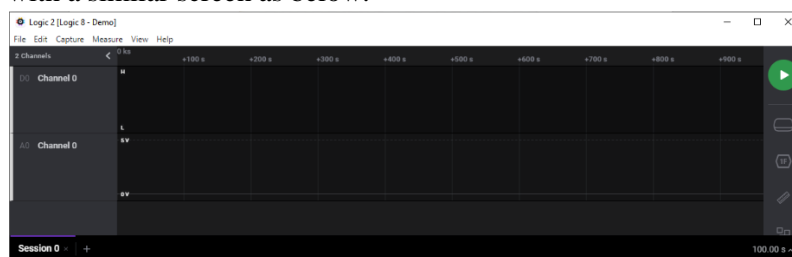 with a similar screen as below.
Logic 2 [Logic 8 - Demo]
File Edit Capture Measure View Help
2 Channels
0 ks
+100 s +200 s +300 s +400 s +500 s +600 s +700 s +800 s +900 s
D0 Channel 0
H
L
A0 Channel 0
5 V
0 V
Session 0 × +
100.00 s